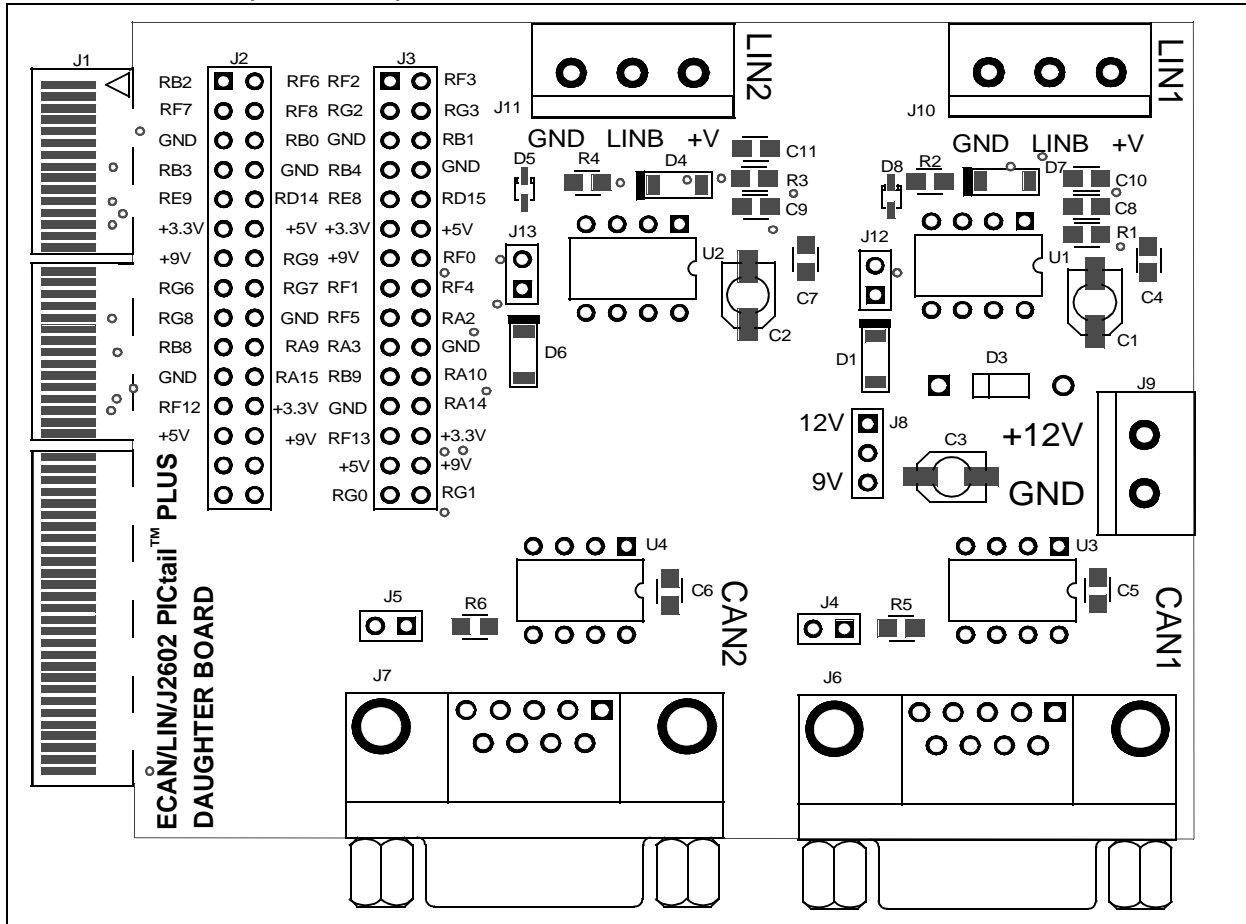 J1
J2
J3
RB2 RF6 RF2 RF3
RF7 RF8 RG2 RG3
GND RB0 GND RB1
RB3 GND RB4 GND
RE9 RD14 RE8 RD15
+3.3V +5V +3.3V +5V
+9V RG9 +9V RF0
RG6 RG7 RF1 RF4
RG8 GND RF5 RA2
RB8 RA9 RA3 GND
GND RA15 RB9 RA10
RF12 +3.3V GND RA14
+5V +9V RF13 +3.3V
+5V +9V
RG0 RG1
ECAN/LIN/J2602 PICtail™ PLUS
DAUGHTER BOARD
LIN2
J11
GND LINB +V
D5
R4
D4
C11
R3
C9
J13
U2
C7
C2
D6
LIN1
J10
GND LINB +V
D8
R2
D7
C10
C8
R1
J12
U1
C4
C1
D1
D3
J9
12V
J8
9V
C3
+12V
GND
U4
C6
J5
R6
CAN2
U3
C5
J4
R5
CAN1
J7
J6